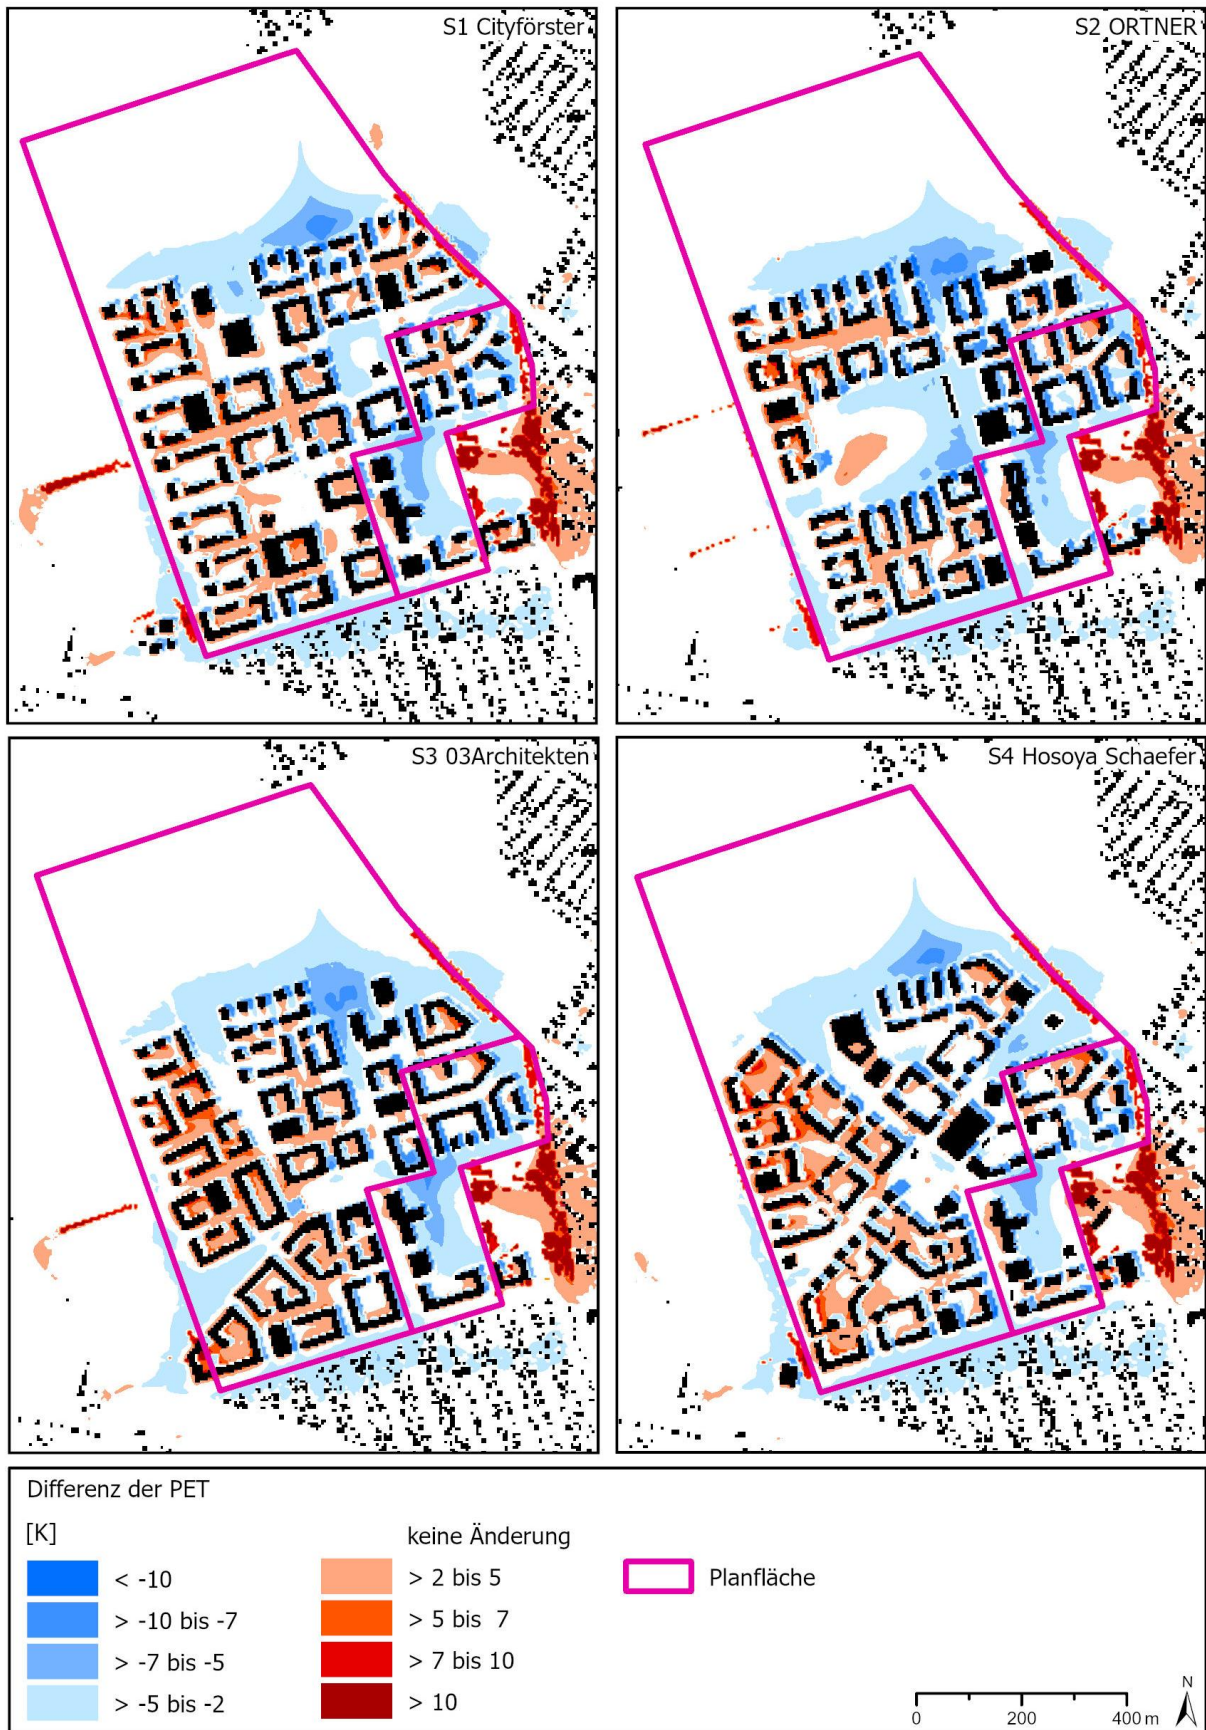 S1 Cityförster
S2 ORTNER
S3 03Architekten
S4 Hosoya Schaefer
Differenz der PET
[K]
keine Änderung
< -10
> -10 bis -7
> -7 bis -5
> -5 bis -2
> 2 bis 5
> 5 bis 7
> 7 bis 10
> 10
Planfläche
N
0 200 400 m